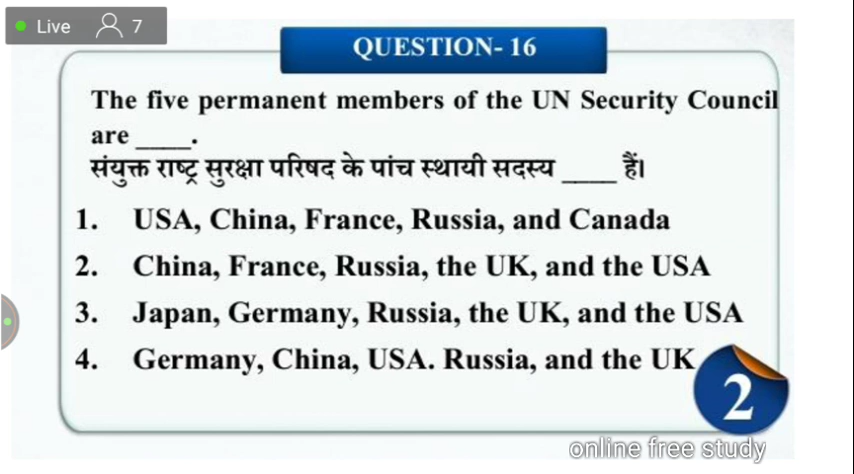 Live 7
QUESTION- 16
The five permanent members of the UN Security Council
are ____.
संयुक्त राष्ट्र सुरक्षा परिषद के पांच स्थायी सदस्य ____ हैं।
1. USA, China, France, Russia, and Canada
2. China, France, Russia, the UK, and the USA
3. Japan, Germany, Russia, the UK, and the USA
4. Germany, China, USA. Russia, and the UK
2
online free study